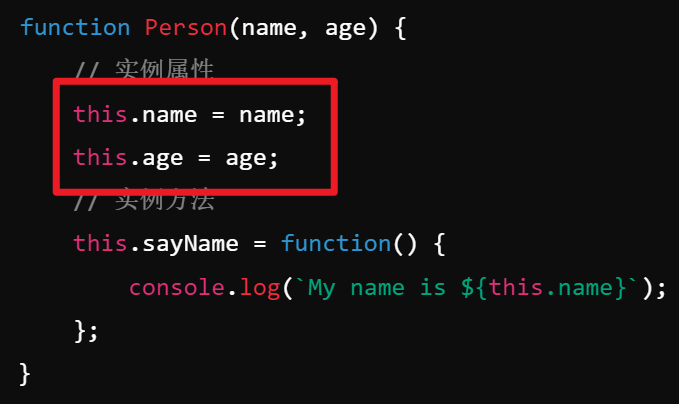 function Person(name, age) {
// 实例属性
this.name = name;
this.age = age;
// 实例方法
this.sayName = function() {
console.log(`My name is ${this.name}`);
};
}